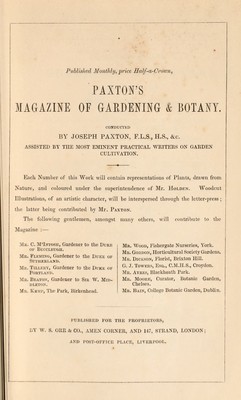 Published Monthly, price Half-a-Crown,
PAXTON'S
MAGAZINE OF GARDENING & BOTANY.
CONDUCTED
BY JOSEPH PAXTON, F.L.S., H.S., &c.
ASSISTED BY THE MOST EMINENT PRACTICAL WRITERS ON GARDEN
CULTIVATION.
Each Number of this Work will contain representations of Plants, drawn from
Nature, and coloured under the superintendence of Mr. Holden. Woodcut
Illustrations, of an artistic character, will be interspersed through the letter-press;
the latter being contributed by Mr. Paxton.
The following gentlemen, amongst many others, will contribute to the
Magazine:—
Mr. C. M'Intosh, Gardener to the Duke
of Buccleugh.
Mr. Fleming, Gardener to the Duke of
Sutherland.
Mr. Tillery, Gardener to the Duke of
Portland.
Mr. Beaton, Gardener to Sir W. Mid-
dleton.
Mr. Kemp, The Park, Birkenhead.
Mr. Wood, Fishergate Nurseries, York.
Mr. Gordon, Horticultural Society Gardens.
Mr. Dickson, Florist, Brixton Hill.
G. J. Towers, Esq., C.M.H.S., Croydon.
Mr. Ayres, Blackheath Park.
Mr. Moore, Curator, Botanic Garden,
Chelsea.
Mr. Bain, College Botanic Garden, Dublin.
PUBLISHED FOR THE PROPRIETORS,
BY W. S. ORR & CO., AMEN CORNER, AND 147, STRAND, LONDON;
AND POST-OFFICE PLACE, LIVERPOOL.